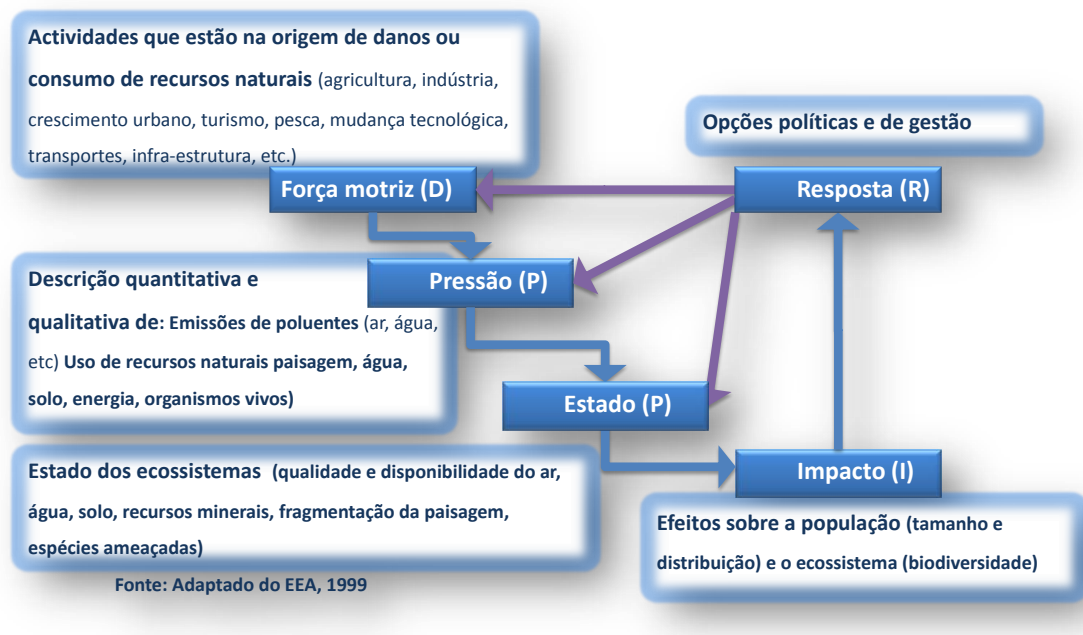 Actividades que estão na origem de danos ou
consumo de recursos naturais (agricultura, indústria,
crescimento urbano, turismo, pesca, mudança tecnológica,
transportes, infra-estrutura, etc.)
Opções políticas e de gestão
Força motriz (D)
Resposta (R)
Descrição quantitativa e
qualitativa de: Emissões de poluentes (ar, água,
etc) Uso de recursos naturais paisagem, água,
solo, energia, organismos vivos)
Pressão (P)
Estado (P)
Estado dos ecossistemas (qualidade e disponibilidade do ar,
água, solo, recursos minerais, fragmentação da paisagem,
espécies ameaçadas)
Impacto (I)
Efeitos sobre a população (tamanho e
distribuição) e o ecossistema (biodiversidade)
Fonte: Adaptado do EEA, 1999